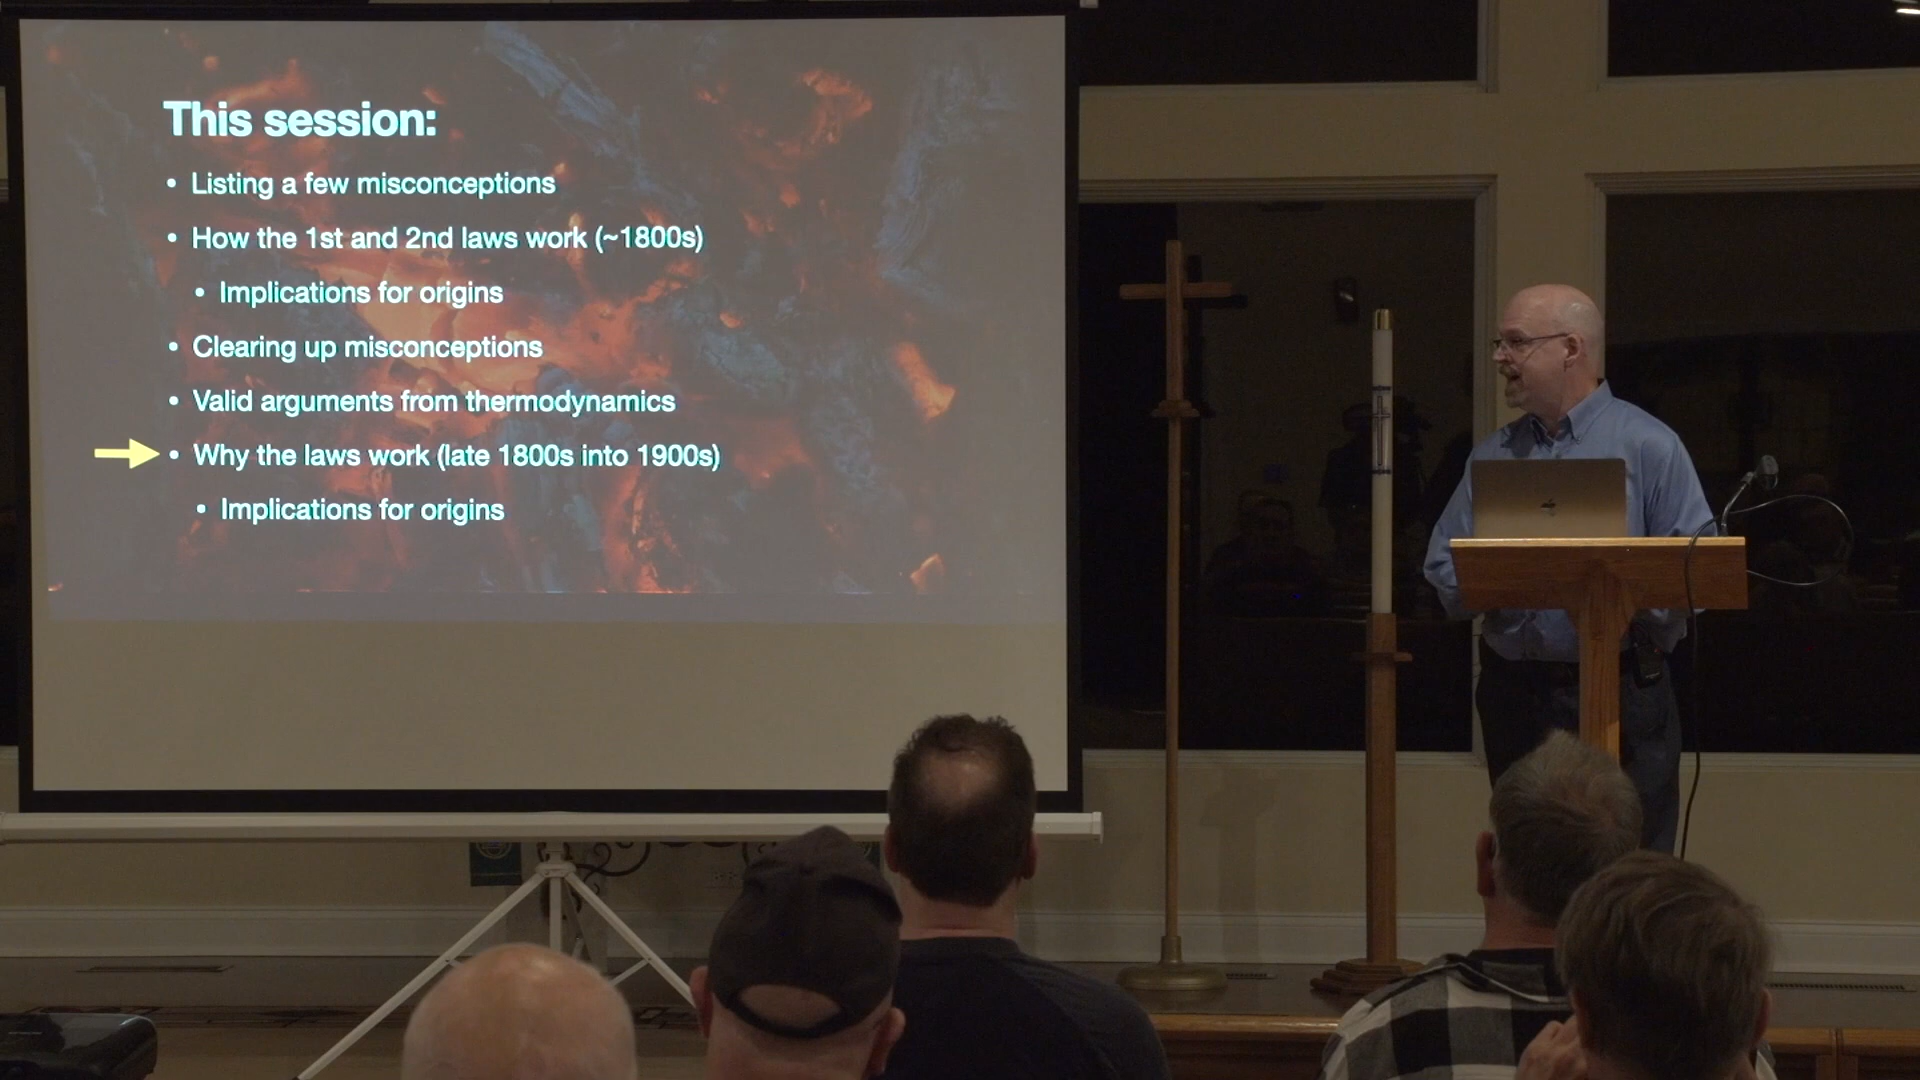 This session:
• Listing a few misconceptions
• How the 1st and 2nd laws work (~1800s)
• Implications for origins
• Clearing up misconceptions
• Valid arguments from thermodynamics
• Why the laws work (late 1800s into 1900s)
• Implications for origins